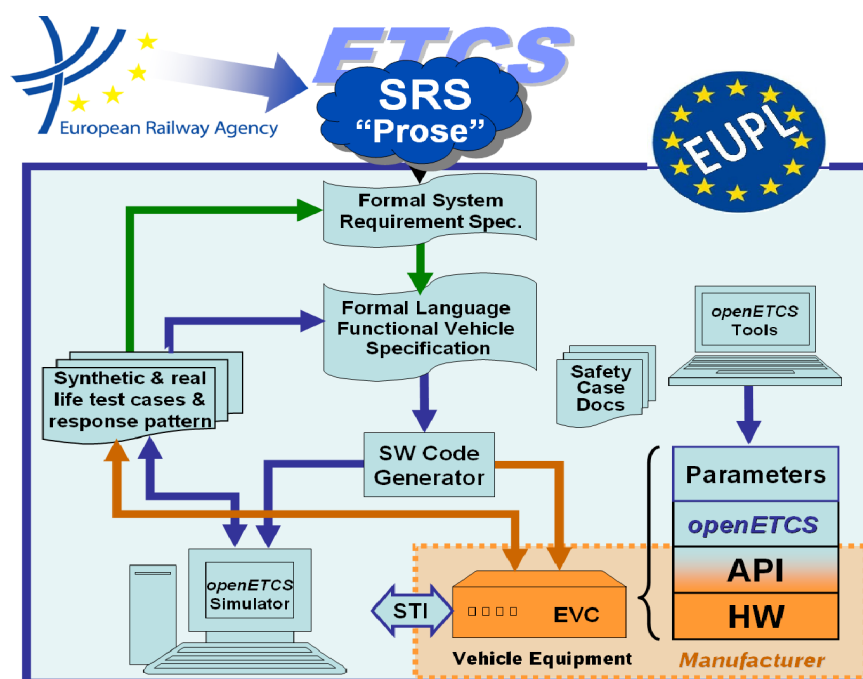 ETCS
European Railway Agency
SRS
“Prose”
EUPL
Formal System
Requirement Spec.
Formal Language
Functional Vehicle
Specification
openETCS
Tools
Synthetic & real
life test cases &
response pattern
Safety
Case
Docs
SW Code
Generator
Parameters
openETCS
API
HW
openETCS
Simulator
STI
EVC
Vehicle Equipment
Manufacturer